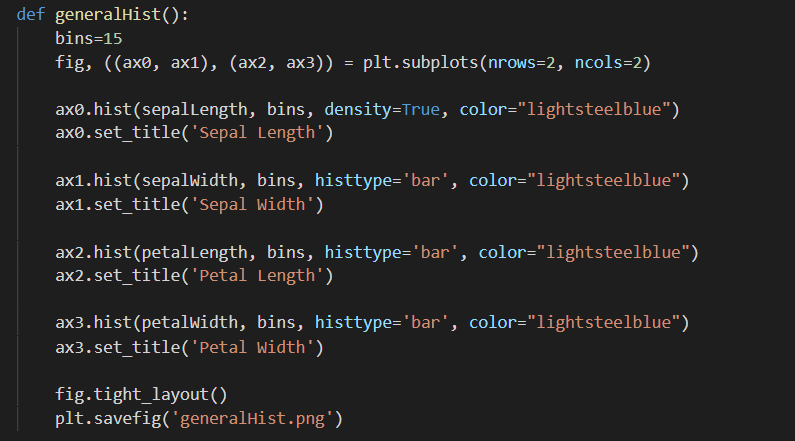 def generalHist():
    bins=15
    fig, ((ax0, ax1), (ax2, ax3)) = plt.subplots(nrows=2, ncols=2)

    ax0.hist(sepalLength, bins, density=True, color="lightsteelblue")
    ax0.set_title('Sepal Length')

    ax1.hist(sepalWidth, bins, histtype='bar', color="lightsteelblue")
    ax1.set_title('Sepal Width')

    ax2.hist(petalLength, bins, histtype='bar', color="lightsteelblue")
    ax2.set_title('Petal Length')

    ax3.hist(petalWidth, bins, histtype='bar', color="lightsteelblue")
    ax3.set_title('Petal Width')

    fig.tight_layout()
    plt.savefig('generalHist.png')